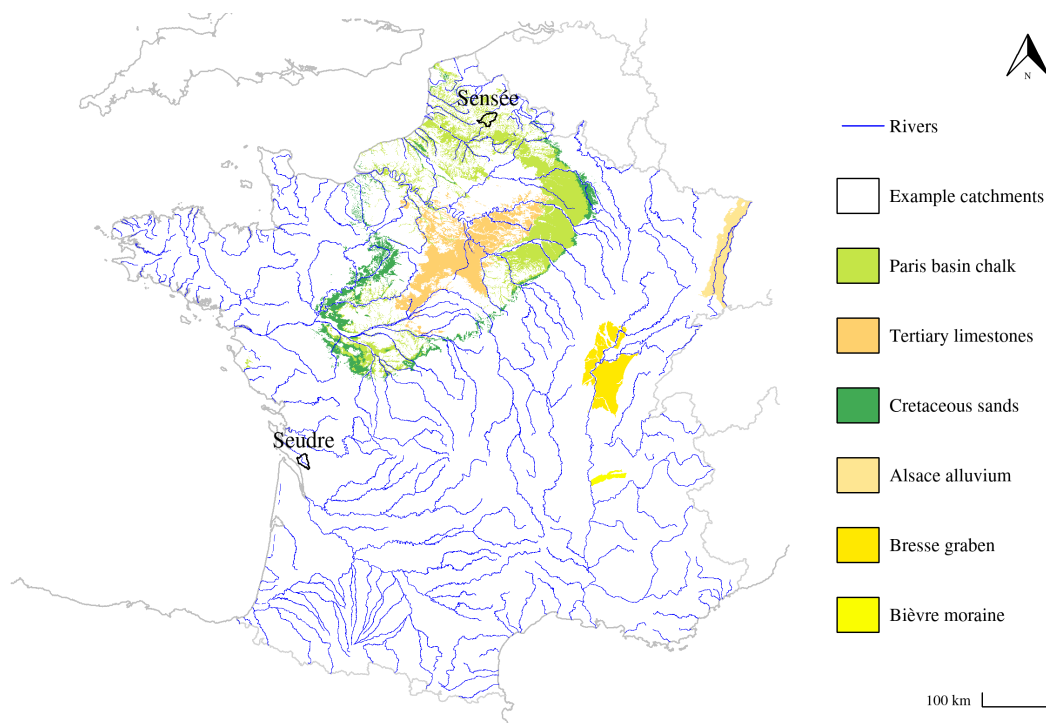 Sensée
Seudre
N
Rivers
Example catchments
Paris basin chalk
Tertiary limestones
Cretaceous sands
Alsace alluvium
Bresse graben
Bièvre moraine
100 km